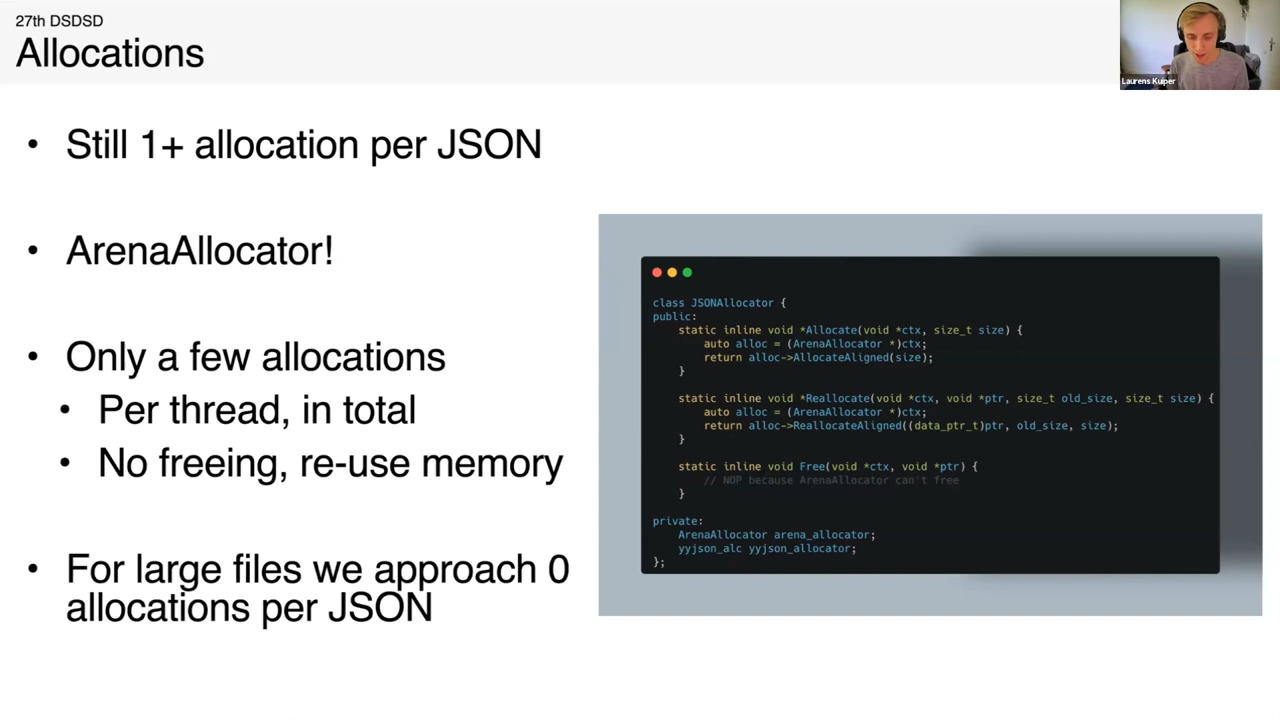 27th DSDSD
Allocations
Laurens Kuiper
• Still 1+ allocation per JSON
• ArenaAllocator!
• Only a few allocations
• Per thread, in total
• No freeing, re-use memory
• For large files we approach 0
allocations per JSON
class JSONAllocator {
public:
    static inline void *Allocate(void *ctx, size_t size) {
        auto alloc = (ArenaAllocator *)ctx;
        return alloc->AllocateAligned(size);
    }
    static inline void *Reallocate(void *ctx, void *ptr, size_t old_size, size_t size) {
        auto alloc = (ArenaAllocator *)ctx;
        return alloc->ReallocateAligned((data_ptr_t)ptr, old_size, size);
    }
    static inline void Free(void *ctx, void *ptr) {
        // NOP because ArenaAllocator can't free
    }
private:
    ArenaAllocator arena_allocator;
    yyjson_alc yyjson_allocator;
};